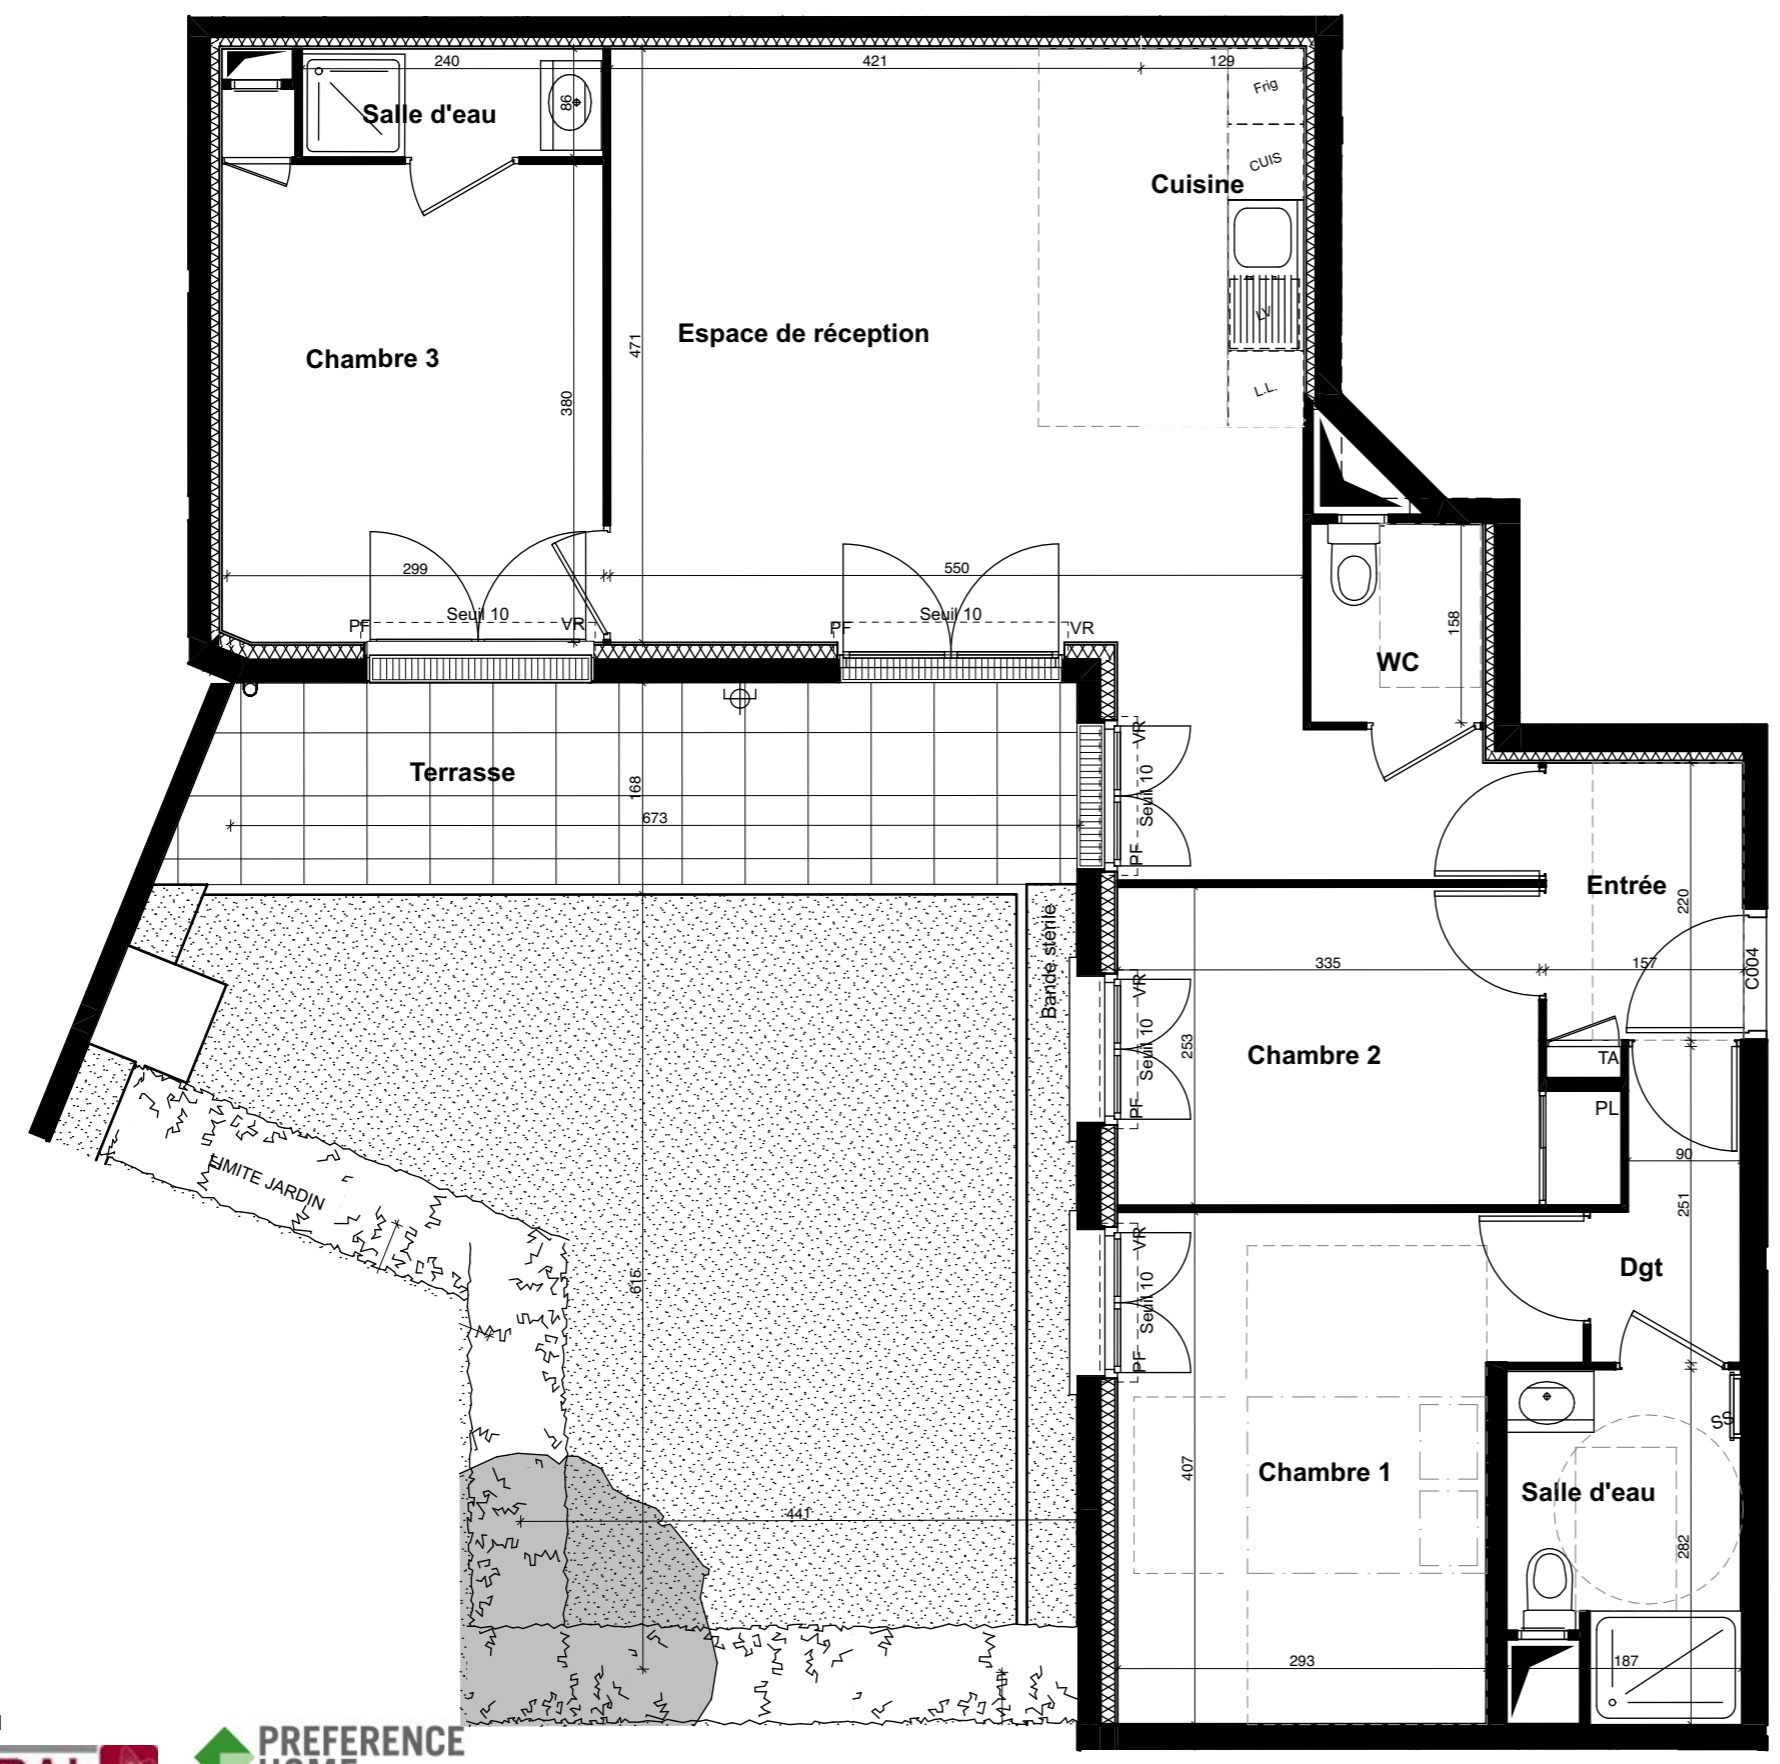 240
421
129
Frig
86
Salle d'eau
CUIS
Cuisine
LV
471
Espace de réception
Chambre 3
380
L.L.
299
550
Seuil 10
Seuil 10
PF
VR
PF
VR
158
WC
VR
Terrasse
168
Seuil 10
673
PF
Entrée
220
Bande stérile
335
157
C004
VR
Seuil 10
253
Chambre 2
TA
PF
PL
90
LIMITE JARDIN
251
VR
Dgt
615
Seuil 10
PF
SS
407
Chambre 1
Salle d'eau
441
282
293
187
PREFERENCE
HOME